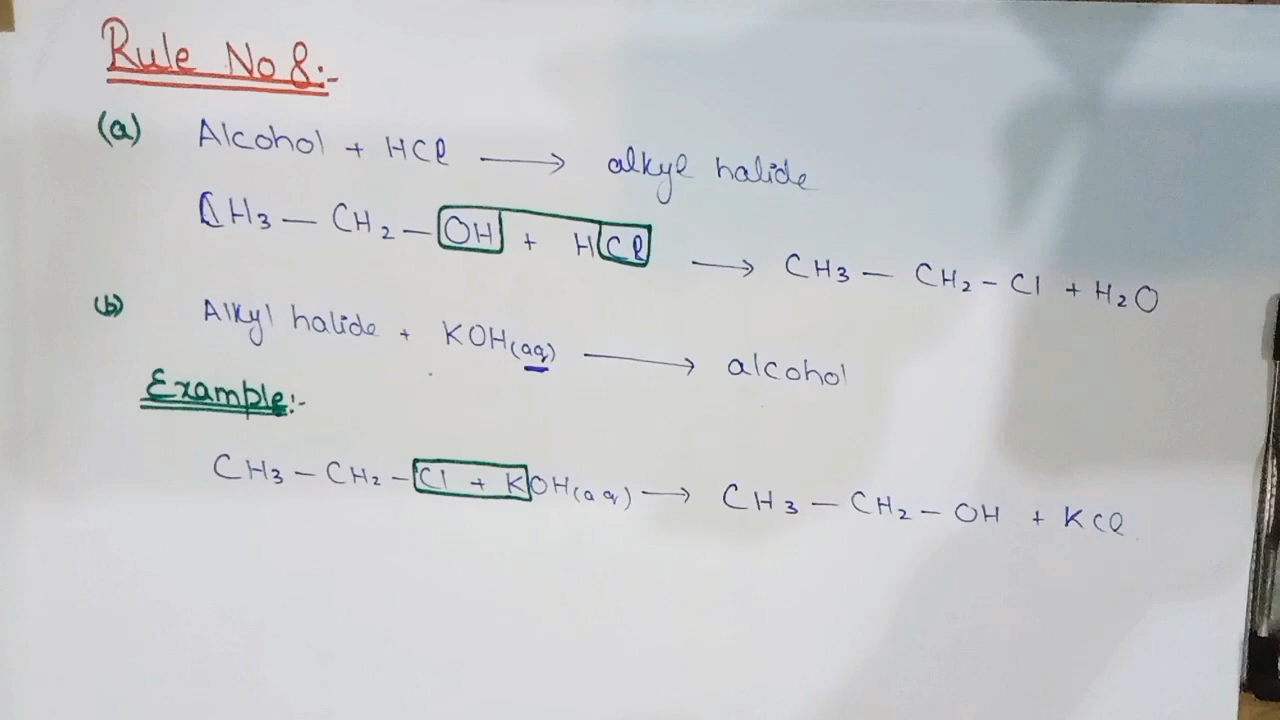 Rule No 8:-
(a) Alcohol + HCl ⟶ alkyl halide
CH₃ — CH₂ — OH + HCl ⟶ CH₃ — CH₂ – Cl + H₂O
(b) Alkyl halide + KOH(aq) ⟶ alcohol
Example:-
CH₃ – CH₂ – Cl + KOH(aq) ⟶ CH₃ — CH₂ – OH + KCl